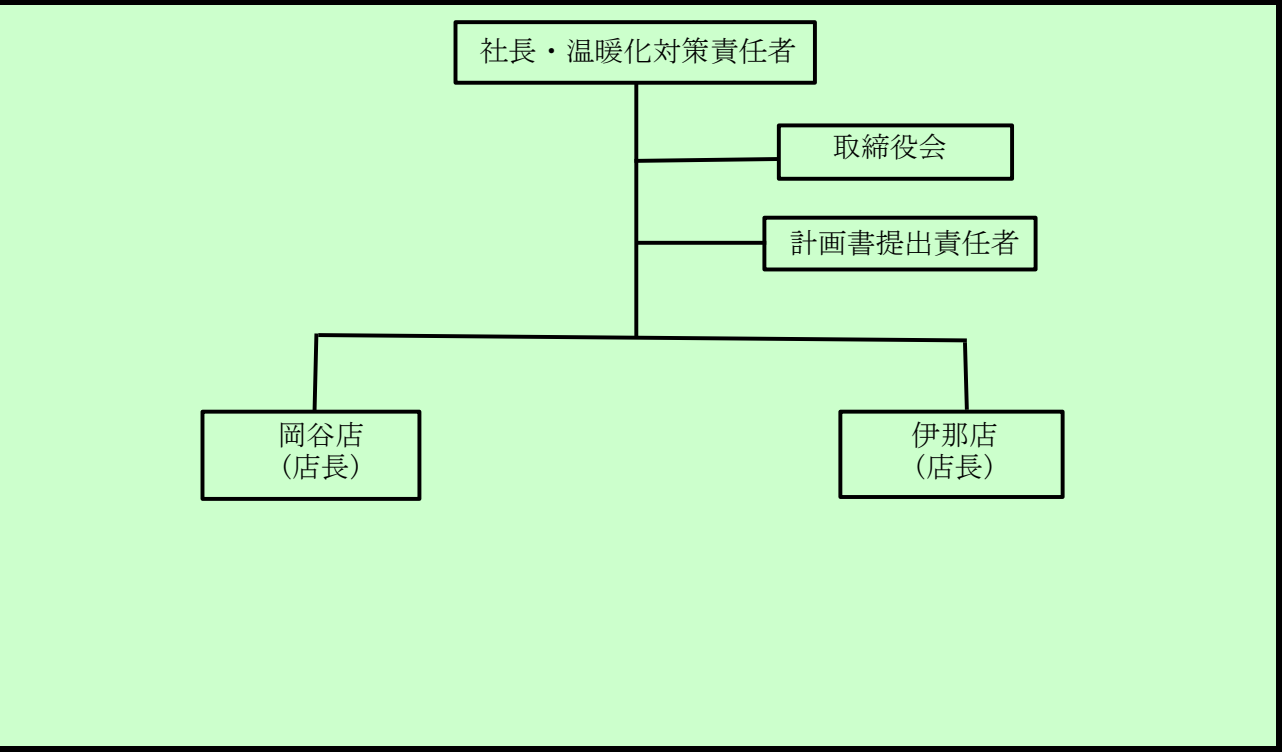 社長・温暖化対策責任者
取締役会
計画書提出責任者
岡谷店
（店長）
伊那店
（店長）